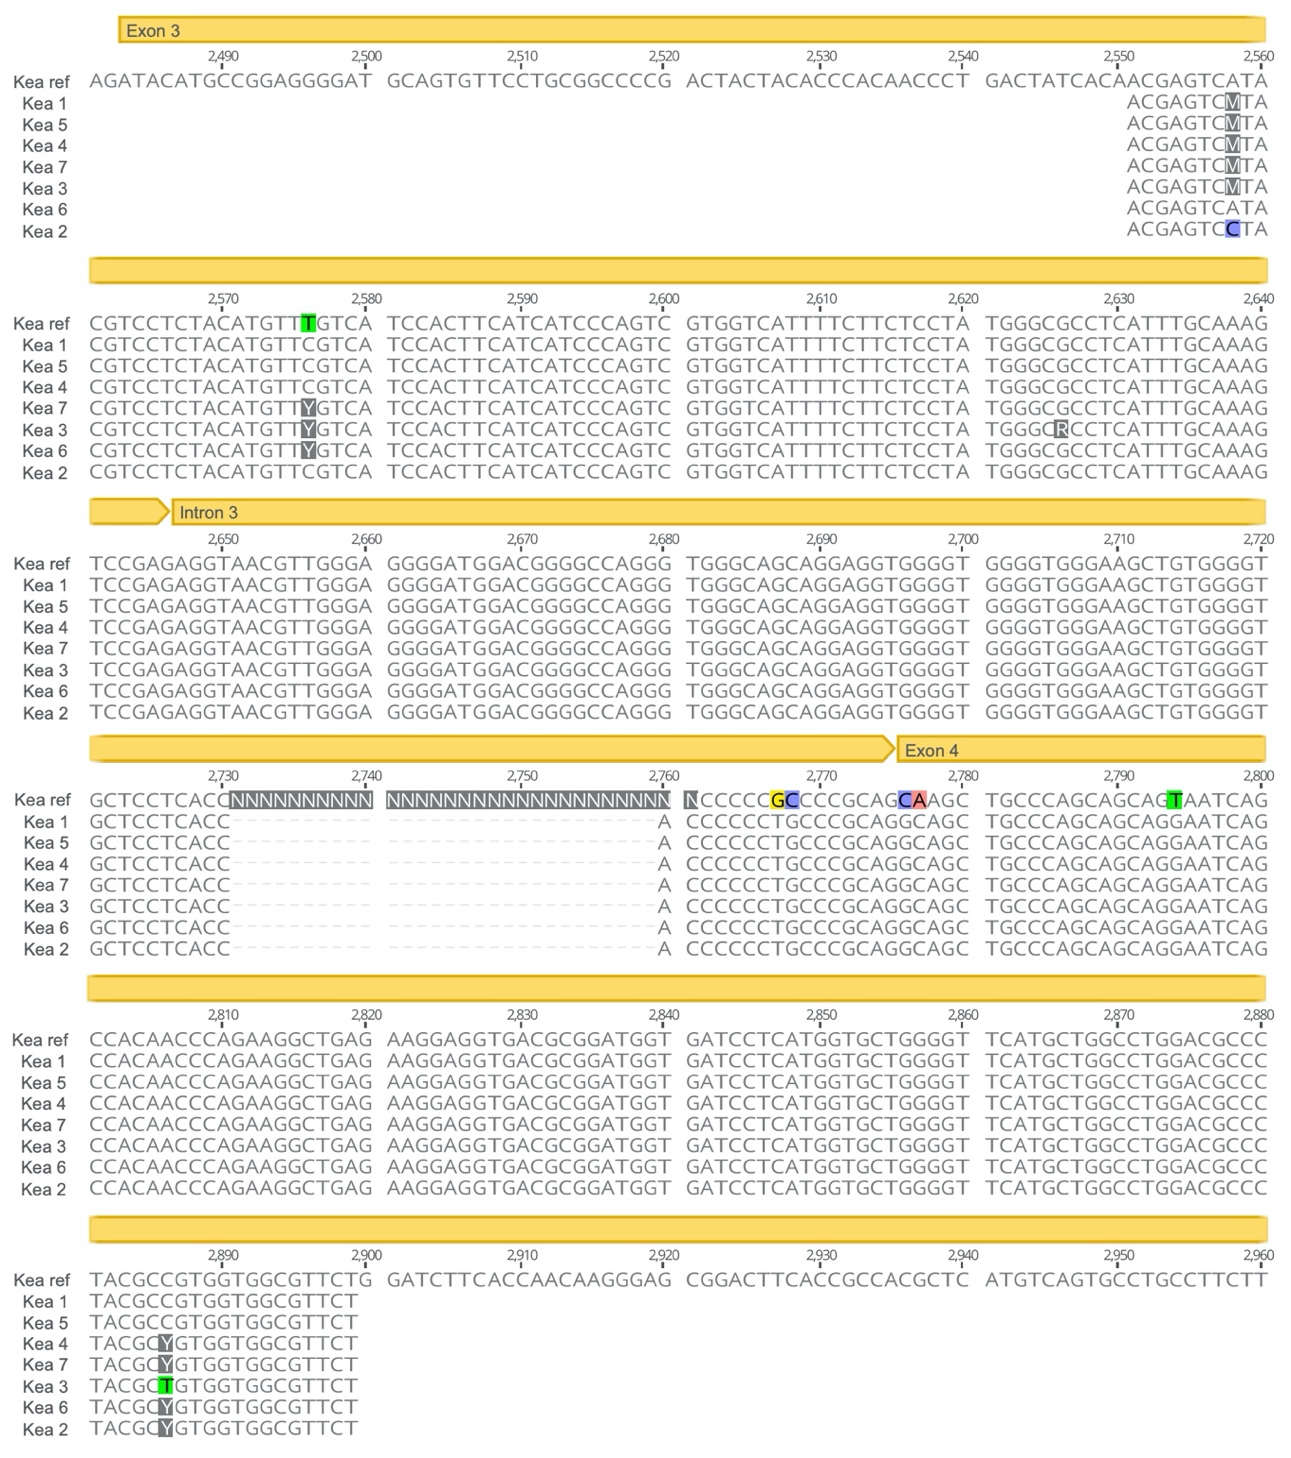 Exon 3
2,490 2,500 2,510 2,520 2,530 2,540 2,550 2,560
Kea ref AGATACATGCCGGAGGGGAT GCAGTGTTCCTGCGGCCCCG ACTACTACACCCACAACCCT GACTATCACAACGAGTCATA
Kea 1 ACGAGTCMTA
Kea 5 ACGAGTCMTA
Kea 4 ACGAGTCMTA
Kea 7 ACGAGTCMTA
Kea 3 ACGAGTCMTA
Kea 6 ACGAGTCATA
Kea 2 ACGAGTCCTA
2,570 2,580 2,590 2,600 2,610 2,620 2,630 2,640
Kea ref CGTCCTCTACATGTTTGTCA TCCACTTCATCATCCCAGTC GTGGTCATTTTCTTCTCCTA TGGGCGCCTCATTTGCAAAG
Kea 1 CGTCCTCTACATGTTCGTCA TCCACTTCATCATCCCAGTC GTGGTCATTTTCTTCTCCTA TGGGCGCCTCATTTGCAAAG
Kea 5 CGTCCTCTACATGTTCGTCA TCCACTTCATCATCCCAGTC GTGGTCATTTTCTTCTCCTA TGGGCGCCTCATTTGCAAAG
Kea 4 CGTCCTCTACATGTTCGTCA TCCACTTCATCATCCCAGTC GTGGTCATTTTCTTCTCCTA TGGGCGCCTCATTTGCAAAG
Kea 7 CGTCCTCTACATGTTYGTCA TCCACTTCATCATCCCAGTC GTGGTCATTTTCTTCTCCTA TGGGCGCCTCATTTGCAAAG
Kea 3 CGTCCTCTACATGTTYGTCA TCCACTTCATCATCCCAGTC GTGGTCATTTTCTTCTCCTA TGGGCRCCTCATTTGCAAAG
Kea 6 CGTCCTCTACATGTTYGTCA TCCACTTCATCATCCCAGTC GTGGTCATTTTCTTCTCCTA TGGGCGCCTCATTTGCAAAG
Kea 2 CGTCCTCTACATGTTCGTCA TCCACTTCATCATCCCAGTC GTGGTCATTTTCTTCTCCTA TGGGCGCCTCATTTGCAAAG
Intron 3
2,650 2,660 2,670 2,680 2,690 2,700 2,710 2,720
Kea ref TCCGAGAGGTAACGTTGGGA GGGGATGGACGGGGCCAGGG TGGGCAGCAGGAGGTGGGGT GGGGTGGGAAGCTGTGGGGT
Kea 1 TCCGAGAGGTAACGTTGGGA GGGGATGGACGGGGCCAGGG TGGGCAGCAGGAGGTGGGGT GGGGTGGGAAGCTGTGGGGT
Kea 5 TCCGAGAGGTAACGTTGGGA GGGGATGGACGGGGCCAGGG TGGGCAGCAGGAGGTGGGGT GGGGTGGGAAGCTGTGGGGT
Kea 4 TCCGAGAGGTAACGTTGGGA GGGGATGGACGGGGCCAGGG TGGGCAGCAGGAGGTGGGGT GGGGTGGGAAGCTGTGGGGT
Kea 7 TCCGAGAGGTAACGTTGGGA GGGGATGGACGGGGCCAGGG TGGGCAGCAGGAGGTGGGGT GGGGTGGGAAGCTGTGGGGT
Kea 3 TCCGAGAGGTAACGTTGGGA GGGGATGGACGGGGCCAGGG TGGGCAGCAGGAGGTGGGGT GGGGTGGGAAGCTGTGGGGT
Kea 6 TCCGAGAGGTAACGTTGGGA GGGGATGGACGGGGCCAGGG TGGGCAGCAGGAGGTGGGGT GGGGTGGGAAGCTGTGGGGT
Kea 2 TCCGAGAGGTAACGTTGGGA GGGGATGGACGGGGCCAGGG TGGGCAGCAGGAGGTGGGGT GGGGTGGGAAGCTGTGGGGT
Exon 4
2,730 2,740 2,750 2,760 2,770 2,780 2,790 2,800
Kea ref GCTCCTCACCNNNNNNNNNN NNNNNNNNNNNNNNNNNNNN NCCCCCGCCCCGCAGCAAGC TGCCCAGCAGCAGTAATCAG
Kea 1 GCTCCTCACC A CCCCCCTGCCCGCAGGCAGC TGCCCAGCAGCAGGAATCAG
Kea 5 GCTCCTCACC A CCCCCCTGCCCGCAGGCAGC TGCCCAGCAGCAGGAATCAG
Kea 4 GCTCCTCACC A CCCCCCTGCCCGCAGGCAGC TGCCCAGCAGCAGGAATCAG
Kea 7 GCTCCTCACC A CCCCCCTGCCCGCAGGCAGC TGCCCAGCAGCAGGAATCAG
Kea 3 GCTCCTCACC A CCCCCCTGCCCGCAGGCAGC TGCCCAGCAGCAGGAATCAG
Kea 6 GCTCCTCACC A CCCCCCTGCCCGCAGGCAGC TGCCCAGCAGCAGGAATCAG
Kea 2 GCTCCTCACC A CCCCCCTGCCCGCAGGCAGC TGCCCAGCAGCAGGAATCAG
2,810 2,820 2,830 2,840 2,850 2,860 2,870 2,880
Kea ref CCACAACCCAGAAGGCTGAG AAGGAGGTGACGCGGATGGT GATCCTCATGGTGCTGGGGT TCATGCTGGCCTGGACGCCC
Kea 1 CCACAACCCAGAAGGCTGAG AAGGAGGTGACGCGGATGGT GATCCTCATGGTGCTGGGGT TCATGCTGGCCTGGACGCCC
Kea 5 CCACAACCCAGAAGGCTGAG AAGGAGGTGACGCGGATGGT GATCCTCATGGTGCTGGGGT TCATGCTGGCCTGGACGCCC
Kea 4 CCACAACCCAGAAGGCTGAG AAGGAGGTGACGCGGATGGT GATCCTCATGGTGCTGGGGT TCATGCTGGCCTGGACGCCC
Kea 7 CCACAACCCAGAAGGCTGAG AAGGAGGTGACGCGGATGGT GATCCTCATGGTGCTGGGGT TCATGCTGGCCTGGACGCCC
Kea 3 CCACAACCCAGAAGGCTGAG AAGGAGGTGACGCGGATGGT GATCCTCATGGTGCTGGGGT TCATGCTGGCCTGGACGCCC
Kea 6 CCACAACCCAGAAGGCTGAG AAGGAGGTGACGCGGATGGT GATCCTCATGGTGCTGGGGT TCATGCTGGCCTGGACGCCC
Kea 2 CCACAACCCAGAAGGCTGAG AAGGAGGTGACGCGGATGGT GATCCTCATGGTGCTGGGGT TCATGCTGGCCTGGACGCCC
2,890 2,900 2,910 2,920 2,930 2,940 2,950 2,960
Kea ref TACGCCGTGGTGGCGTTCTG GATCTTCACCAACAAGGGAG CGGACTTCACCGCCACGCTC ATGTCAGTGCCTGCCTTCTT
Kea 1 TACGCCGTGGTGGCGTTCT
Kea 5 TACGCCGTGGTGGCGTTCT
Kea 4 TACGCYGTGGTGGCGTTCT
Kea 7 TACGCYGTGGTGGCGTTCT
Kea 3 TACGCTGTGGTGGCGTTCT
Kea 6 TACGCYGTGGTGGCGTTCT
Kea 2 TACGCYGTGGTGGCGTTCT